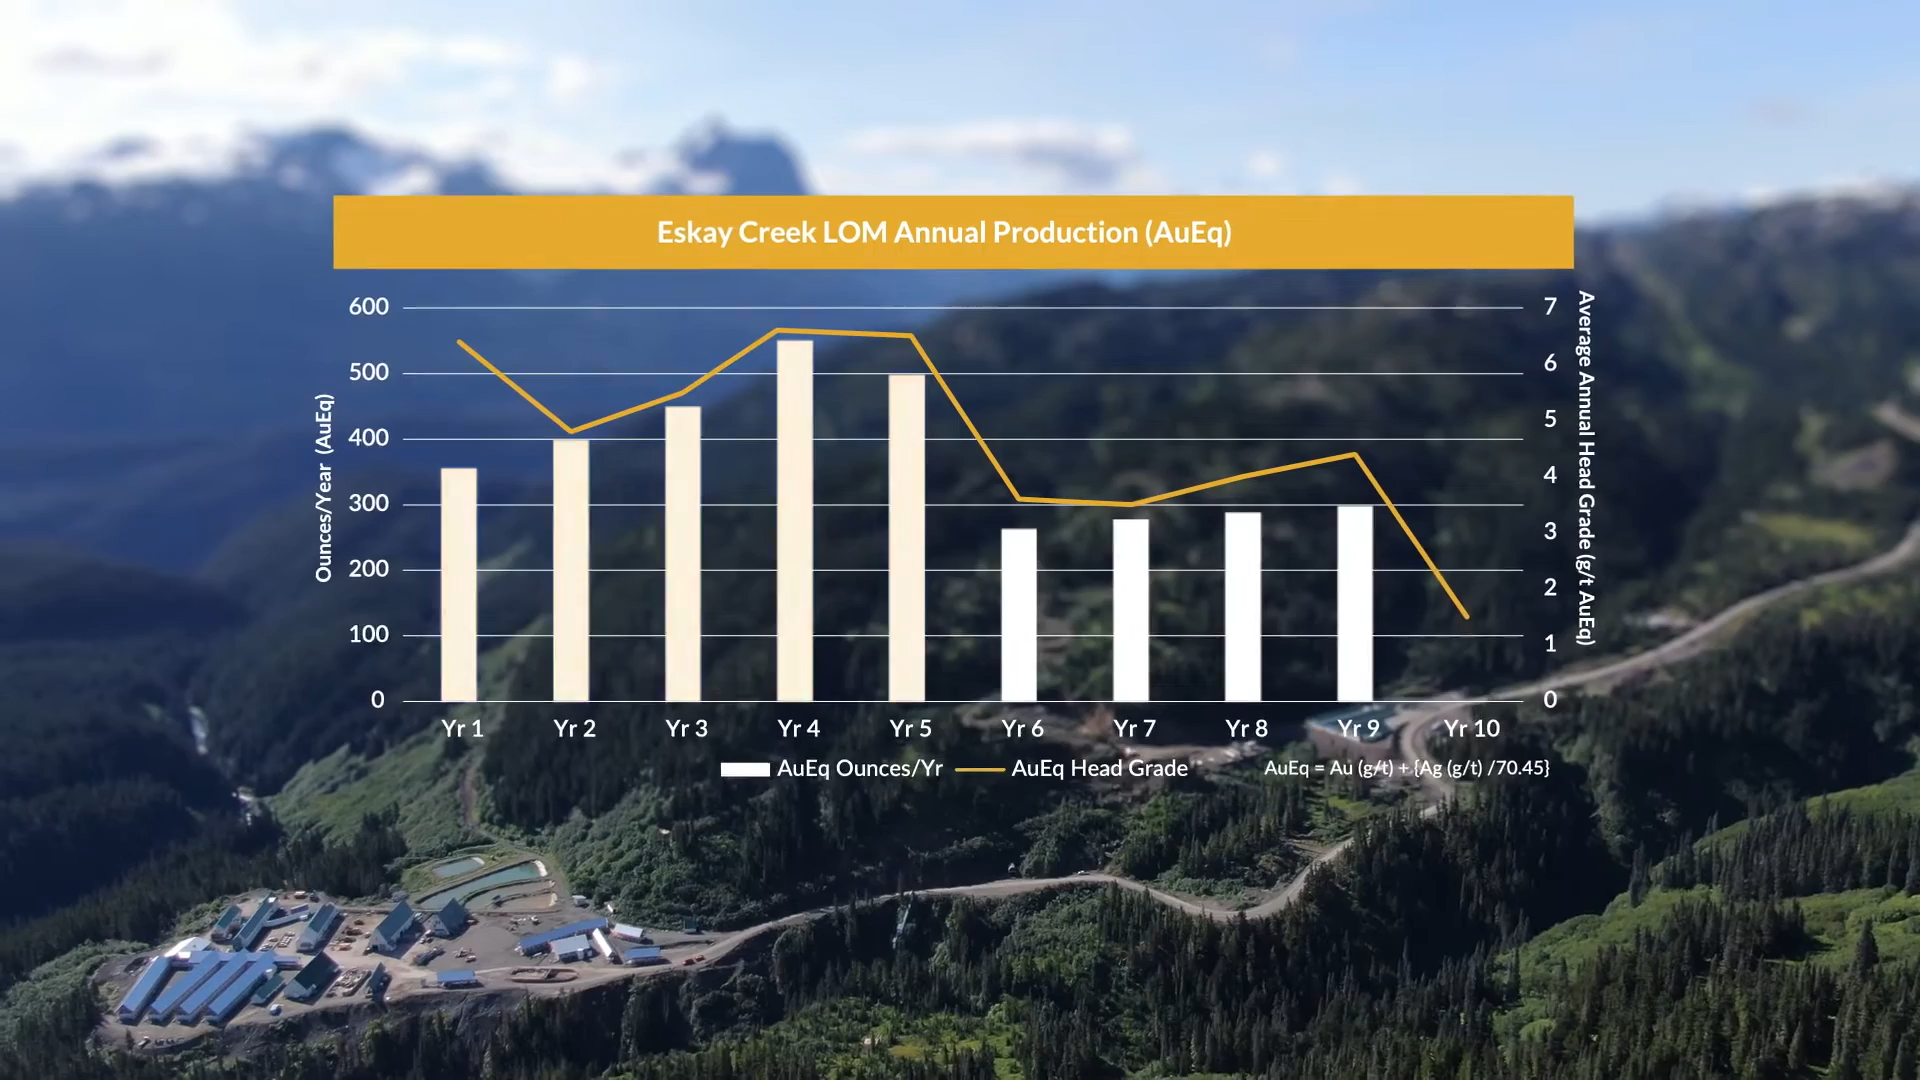 Eskay Creek LOM Annual Production (AuEq)
Ounces/Year (AuEq)
600
500
400
300
200
100
0
7
6
5
4
3
2
1
0
Average Annual Head Grade (g/t AuEq)
Yr 1 Yr 2 Yr 3 Yr 4 Yr 5 Yr 6 Yr 7 Yr 8 Yr 9 Yr 10
AuEq Ounces/Yr AuEq Head Grade
AuEq = Au (g/t) + {Ag (g/t) /70.45}